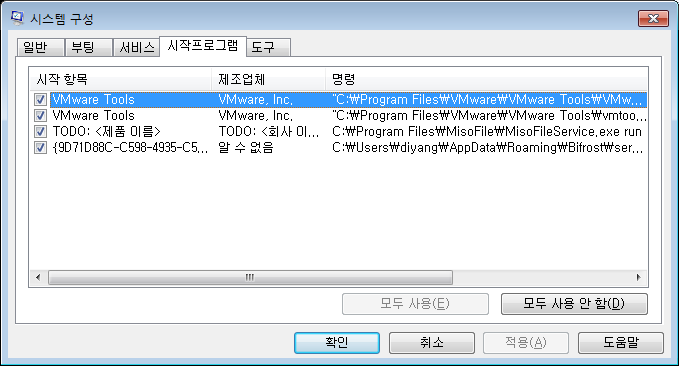 시스템 구성
일반 부팅 서비스 시작프로그램 도구
시작 항목 제조업체 명령
VMware Tools VMware, Inc. "C:\Program Files\VMware\VMware Tools\VMw...
VMware Tools VMware, Inc. "C:\Program Files\VMware\VMware Tools\vmtoo...
TODO: <제품 이름> TODO: <회사 이... C:\Program Files\MisoFile\MisoFileService.exe run
{9D71D88C-C598-4935-C5... 알 수 없음 C:\Users\diyang\AppData\Roaming\Bifrost\ser...
모두 사용(E) 모두 사용 안 함(D)
확인 취소 적용(A) 도움말